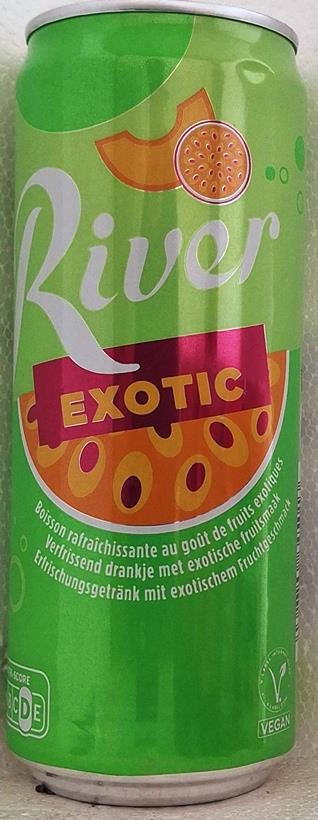 River
EXOTIC
Boisson rafraîchissante au goût de fruits exotiques
Verfrissend drankje met exotische fruitsmaak
Erfrischungsgetränk mit exotischem Fruchtgeschmack
-SCORE
C D E
VEGAN